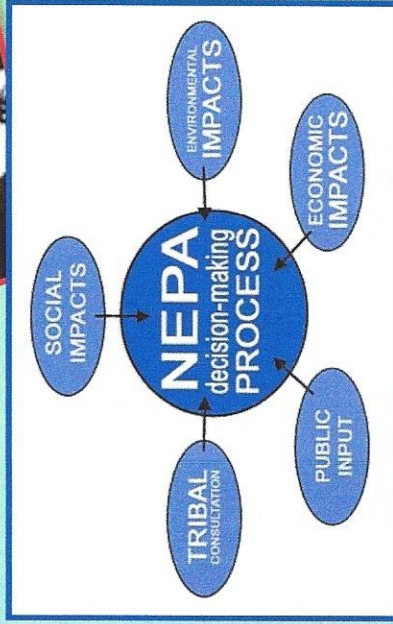 SOCIAL
IMPACTS
TRIBAL
CONSULTATION
NEPA
decision-making
PROCESS
ENVIRONMENTAL
IMPACTS
PUBLIC
INPUT
ECONOMIC
IMPACTS